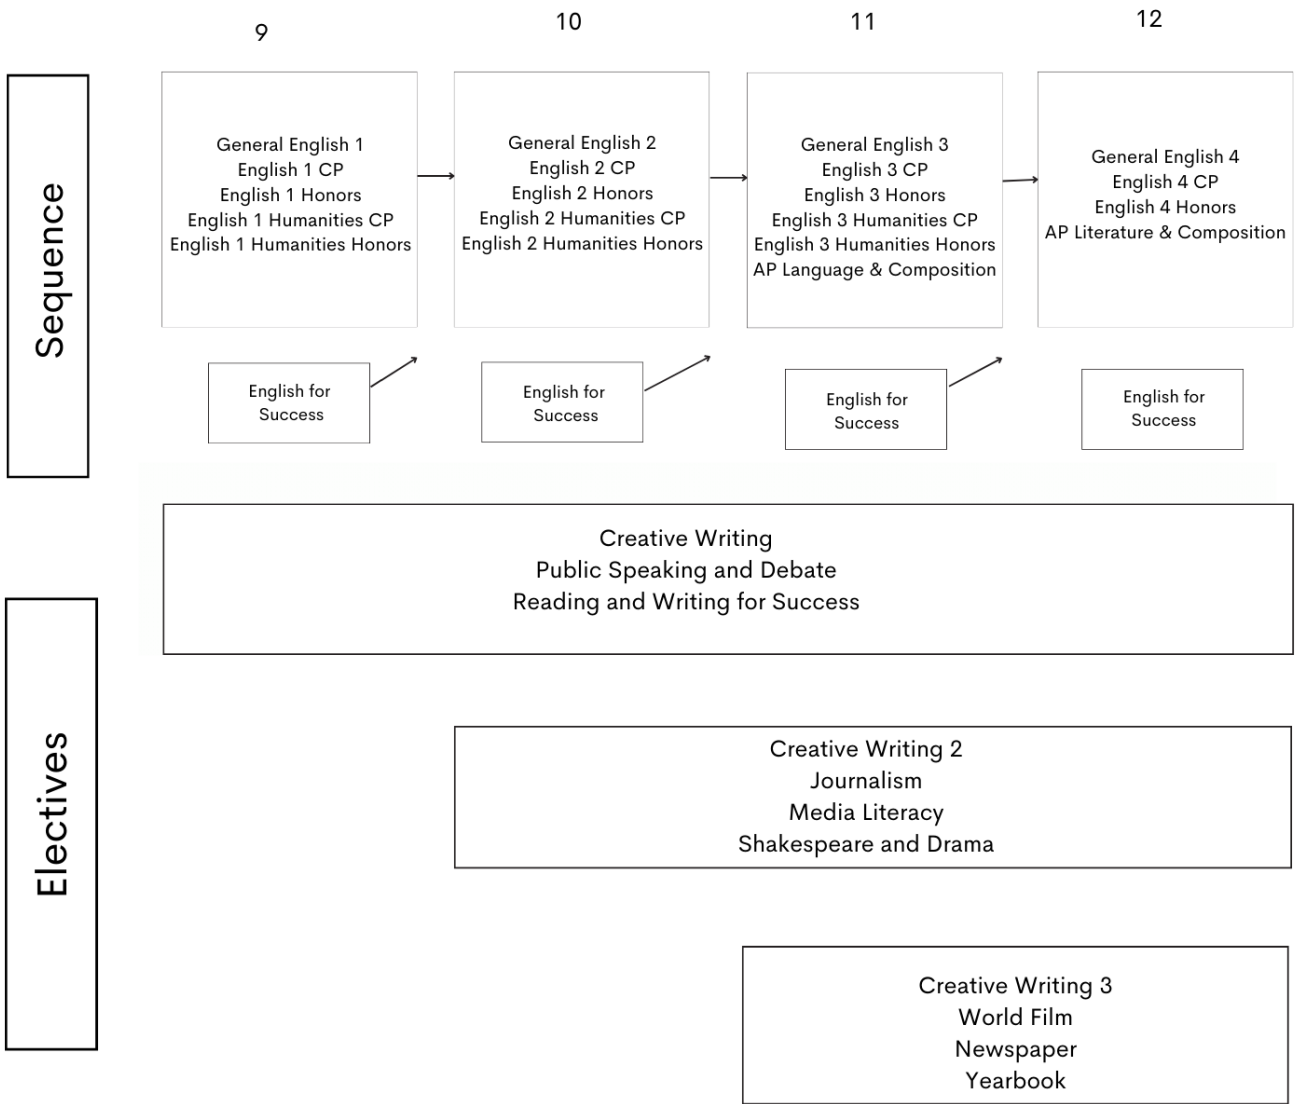 9
10
11
12
Sequence
General English 1
English 1 CP
English 1 Honors
English 1 Humanities CP
English 1 Humanities Honors
General English 2
English 2 CP
English 2 Honors
English 2 Humanities CP
English 2 Humanities Honors
General English 3
English 3 CP
English 3 Honors
English 3 Humanities CP
English 3 Humanities Honors
AP Language & Composition
General English 4
English 4 CP
English 4 Honors
AP Literature & Composition
English for
Success
English for
Success
English for
Success
English for
Success
Electives
Creative Writing
Public Speaking and Debate
Reading and Writing for Success
Creative Writing 2
Journalism
Media Literacy
Shakespeare and Drama
Creative Writing 3
World Film
Newspaper
Yearbook